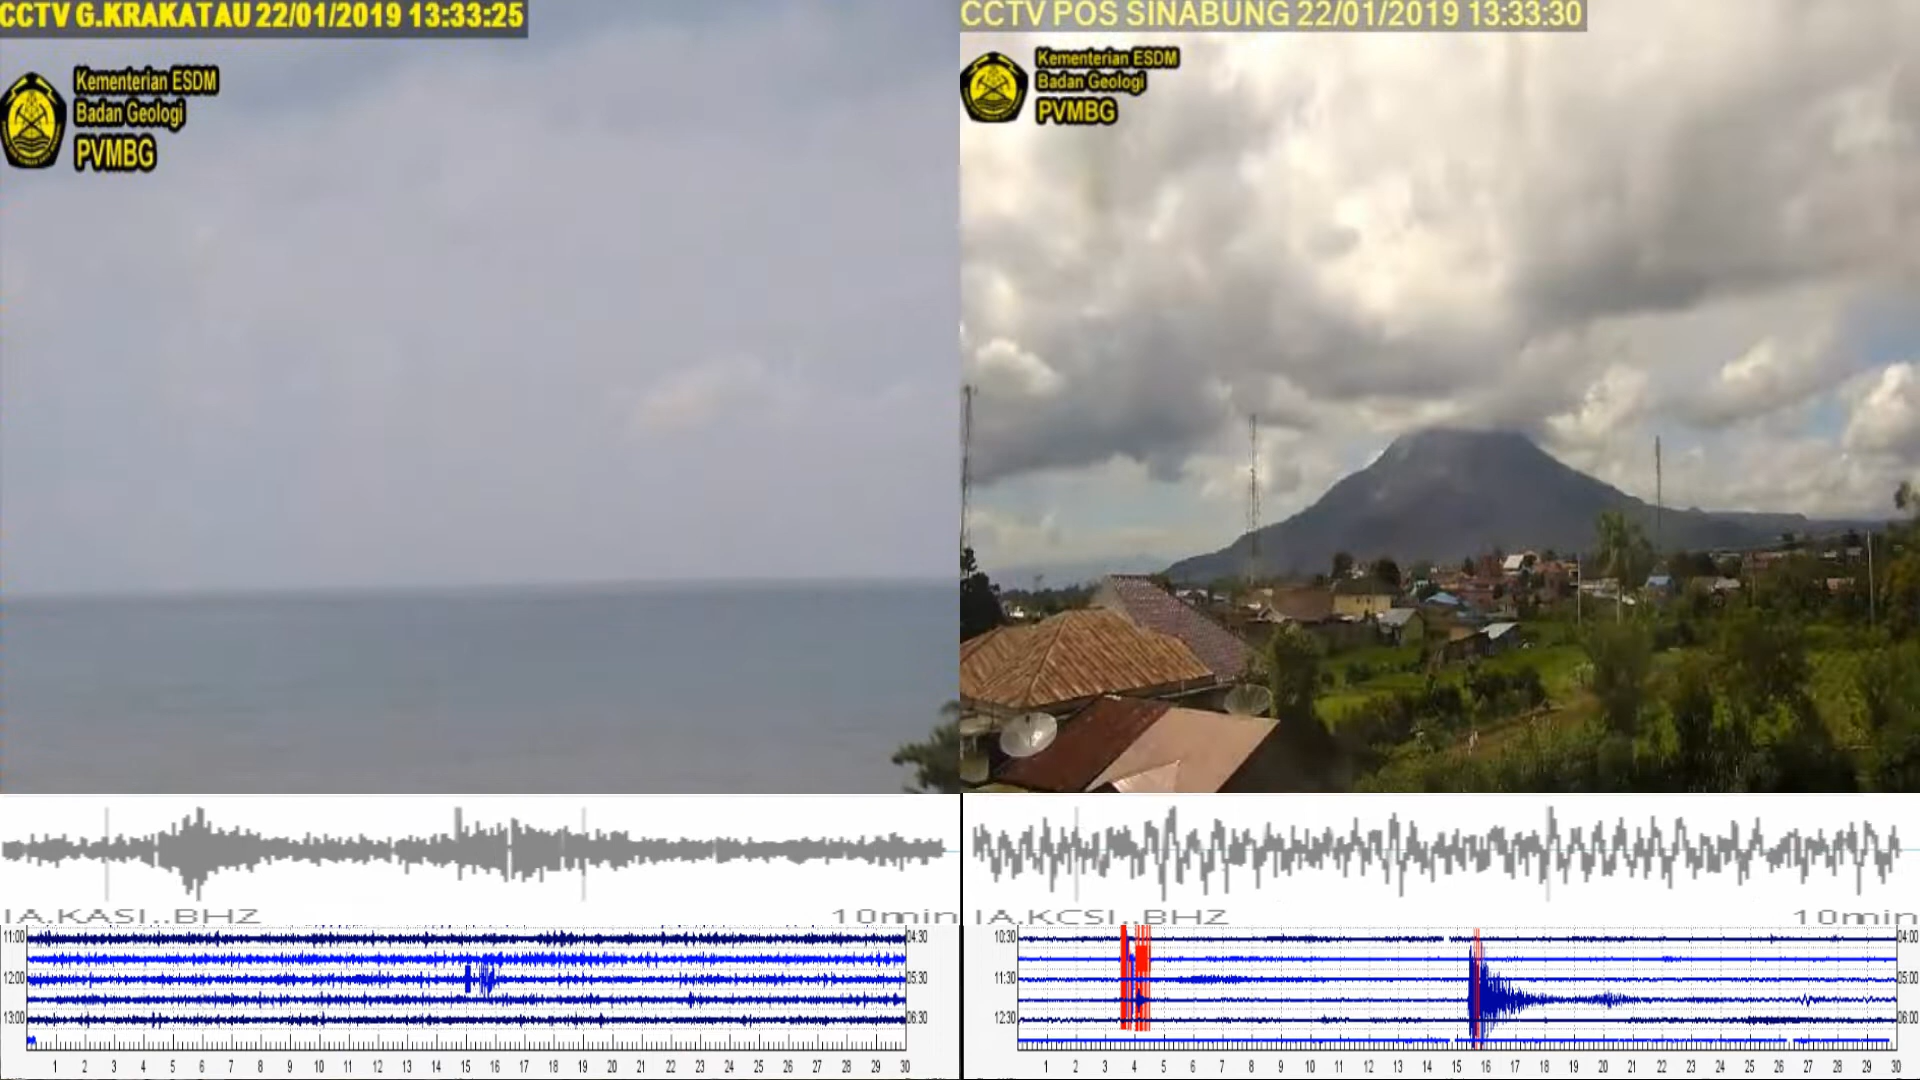 CCTV G.KRAKATAU 22/01/2019 13:33:25
Kementerian ESDM
Badan Geologi
PVMBG
CCTV POS SINABUNG 22/01/2019 13:33:30
Kementerian ESDM
Badan Geologi
PVMBG
IA.KASI..BHZ 10min
11:00 04:30
12:00 05:30
13:00 06:30
1 2 3 4 5 6 7 8 9 10 11 12 13 14 15 16 17 18 19 20 21 22 23 24 25 26 27 28 29 30
IA.KCSI..BHZ 10min
10:30 04:00
11:30 05:00
12:30 06:00
1 2 3 4 5 6 7 8 9 10 11 12 13 14 15 16 17 18 19 20 21 22 23 24 25 26 27 28 29 30